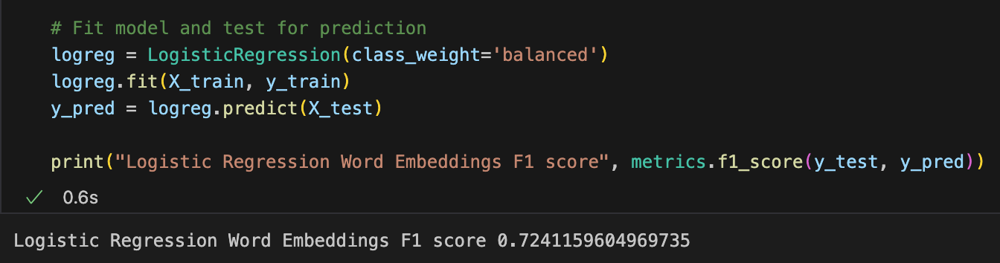 # Fit model and test for prediction
logreg = LogisticRegression(class_weight='balanced')
logreg.fit(X_train, y_train)
y_pred = logreg.predict(X_test)
print("Logistic Regression Word Embeddings F1 score", metrics.f1_score(y_test, y_pred))
0.6s
Logistic Regression Word Embeddings F1 score 0.7241159604969735